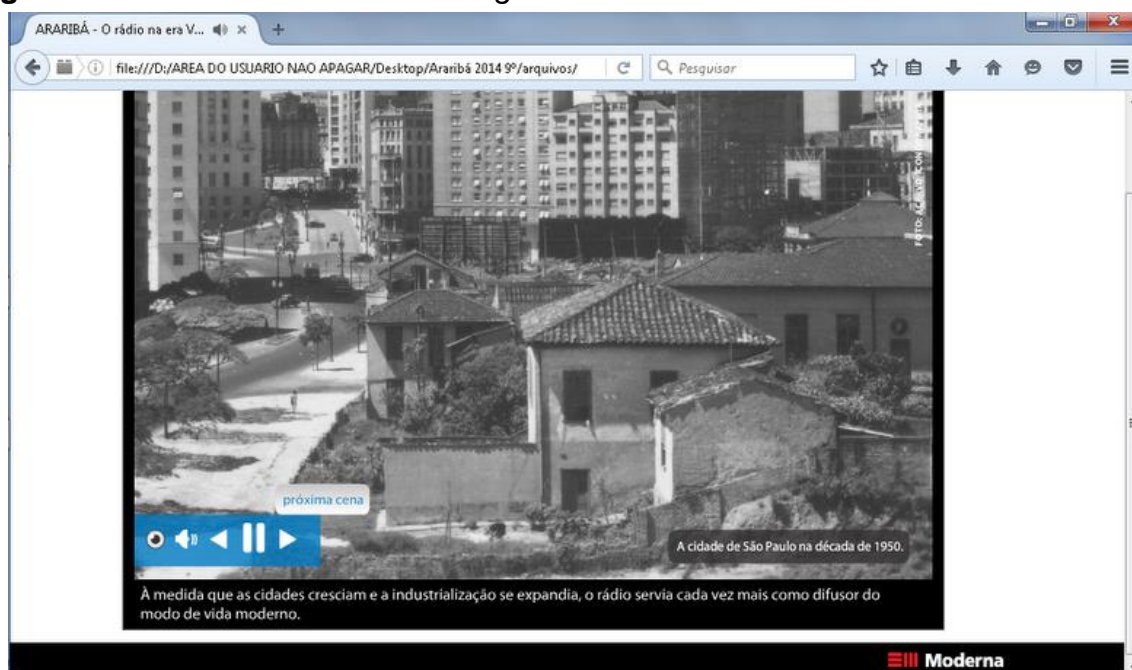 ARARIBÁ - O rádio na era V...
file:///D:/AREA DO USUARIO NAO APAGAR/Desktop/Araribá 2014 9º/arquivos/
Pesquisar
próxima cena
A cidade de São Paulo na década de 1950.
À medida que as cidades cresciam e a industrialização se expandia, o rádio servia cada vez mais como difusor do
modo de vida moderno.
Moderna